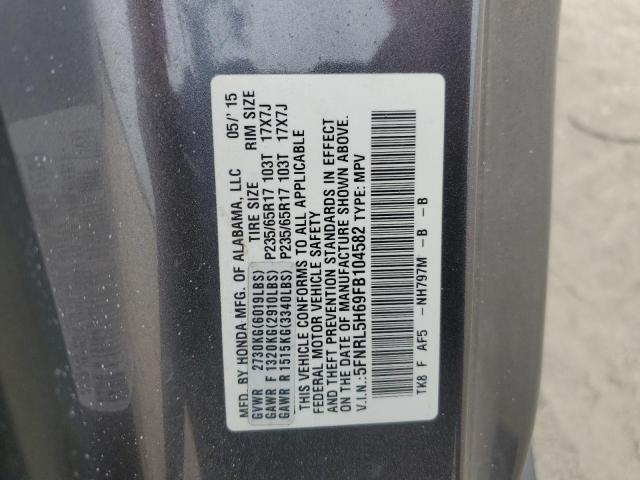 MFD. BY HONDA MFG. OF ALABAMA, LLC 05/'15
TIRE SIZE RIM SIZE
GVWR 2730KG(6019LBS)
GAWR F 1320KG(2910LBS) P235/65R17 103T 17X7J
GAWR R 1515KG(3340LBS) P235/65R17 103T 17X7J
THIS VEHICLE CONFORMS TO ALL APPLICABLE
FEDERAL MOTOR VEHICLE SAFETY
AND THEFT PREVENTION STANDARDS IN EFFECT
ON THE DATE OF MANUFACTURE SHOWN ABOVE.
V.I.N.:5FNRL5H69FB104582 TYPE: MPV
TK8 F AF5 -NH797M -B -B